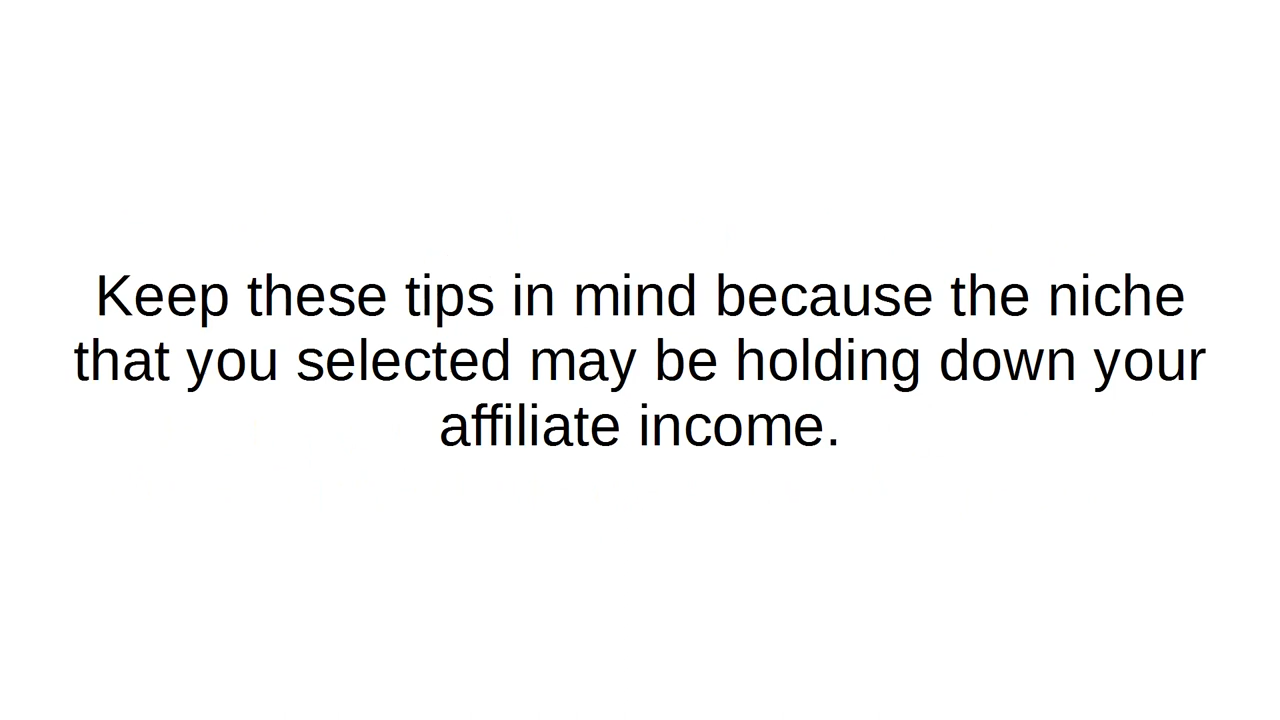 Keep these tips in mind because the niche
that you selected may be holding down your
affiliate income.